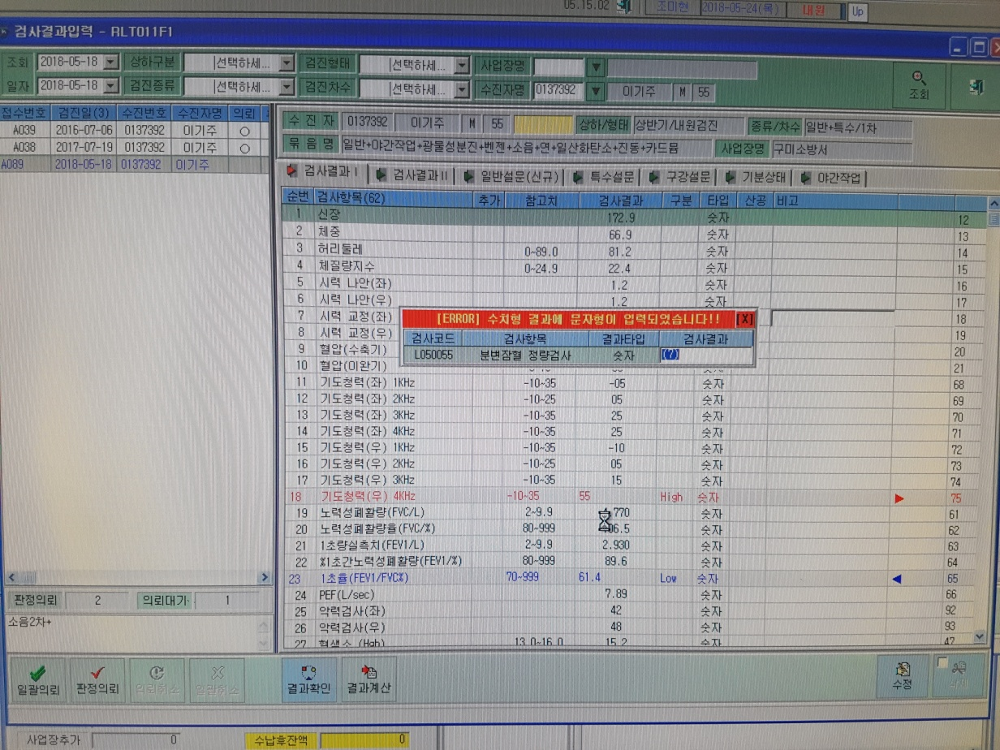 05.15.02 조미현 2018-05-24(목) 내원 Up
검사결과입력 - RLT011F1
조회 2018-05-18 상하구분 |선택하세... 검진형태 |선택하세... 사업장명
일자 2018-05-18 검진종류 |선택하세... 검진차수 |선택하세... 수진자명 0137392 이기주 M 55
조회
접수번호 검진일(3) 수진번호 수진자명 의뢰
A039 2016-07-06 0137392 이기주 ○
A038 2017-07-19 0137392 이기주 ○
A089 2018-05-18 0137392 이기주
수 진 자 0137392 이기주 M 55 상하/형태 상반기/내원검진 종류/차수 일반+특수/1차
묶 음 명 일반+야간작업+광물성분진+벤젠+소음+연+일산화탄소+진동+카드뮴 사업장명 구미소방서
검사결과 I 검사결과 II 일반설문(신규) 특수설문 구강설문 기분상태 야간작업
순번 검사항목(62) 추가 참고치 검사결과 구분 타입 산공 비고
1 신장 172.9 숫자 12
2 체중 66.9 숫자 13
3 허리둘레 0~89.0 81.2 숫자 14
4 체질량지수 0~24.9 22.4 숫자 15
5 시력 나안(좌) 1.2 숫자 16
6 시력 나안(우) 1.2 숫자 17
7 시력 교정(좌) 18
8 시력 교정(우) 19
9 혈압(수축기) 20
10 혈압(이완기) 21
[ERROR] 수치형 결과에 문자형이 입력되었습니다!! [X]
검사코드 검사항목 결과타입 검사결과
L050055 분변잠혈 정량검사 숫자 (?)
11 기도청력(좌) 1KHz -10~35 -05 숫자 68
12 기도청력(좌) 2KHz -10~25 05 숫자 69
13 기도청력(좌) 3KHz -10~35 25 숫자 70
14 기도청력(좌) 4KHz -10~35 25 숫자 71
15 기도청력(우) 1KHz -10~35 -10 숫자 72
16 기도청력(우) 2KHz -10~25 05 숫자 73
17 기도청력(우) 3KHz -10~35 15 숫자 74
18 기도청력(우) 4KHz -10~35 55 High 숫자 75
19 노력성폐활량(FVC/L) 2~9.9 숫자 61
20 노력성폐활량율(FVC/%) 80~999 숫자 62
21 1초량실측치(FEV1/L) 2~9.9 2.930 숫자 63
22 %1초간노력성폐활량(FEV1/%) 80~999 89.6 숫자 64
23 1초율(FEV1/FVC%) 70~999 61.4 Low 숫자 65
24 PEF(L/sec) 7.89 숫자 66
25 악력검사(좌) 42 숫자 92
26 악력검사(우) 48 숫자 93
27 혈색소 (Hgb) 13.0~16.0 15.2 숫자 47
판정의뢰 2 의뢰대기 1
소음2차+
일괄의뢰 판정의뢰 의뢰취소 일괄취소 결과확인 결과계산 수정 삭제
사업장추가 0 수납후잔액 0